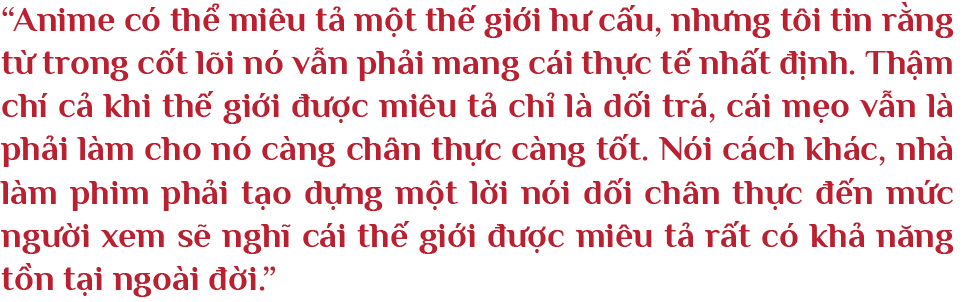 “Anime có thể miêu tả một thế giới hư cấu, nhưng tôi tin rằng
từ trong cốt lõi nó vẫn phải mang cái thực tế nhất định. Thậm
chí cả khi thế giới được miêu tả chỉ là dối trá, cái mẹo vẫn là
phải làm cho nó càng chân thực càng tốt. Nói cách khác, nhà
làm phim phải tạo dựng một lời nói dối chân thực đến mức
người xem sẽ nghĩ cái thế giới được miêu tả rất có khả năng
tồn tại ngoài đời.”